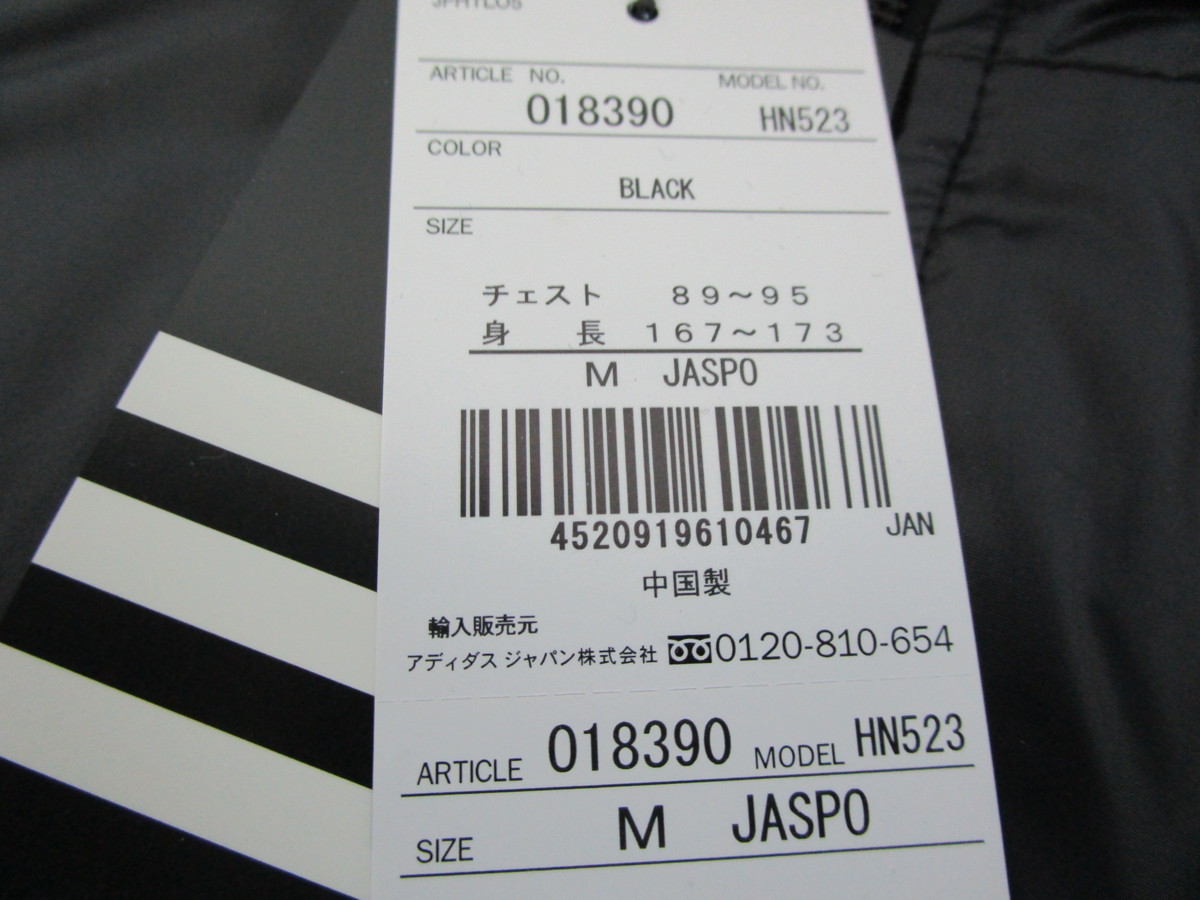 ARTICLE NO. MODEL NO.
018390 HN523
COLOR
BLACK
SIZE
チェスト 89～95
身長 167～173
M JASPO
4520919610467 JAN
中国製
輸入販売元
アディダス ジャパン株式会社 0120-810-654
ARTICLE 018390 MODEL HN523
SIZE M JASPO